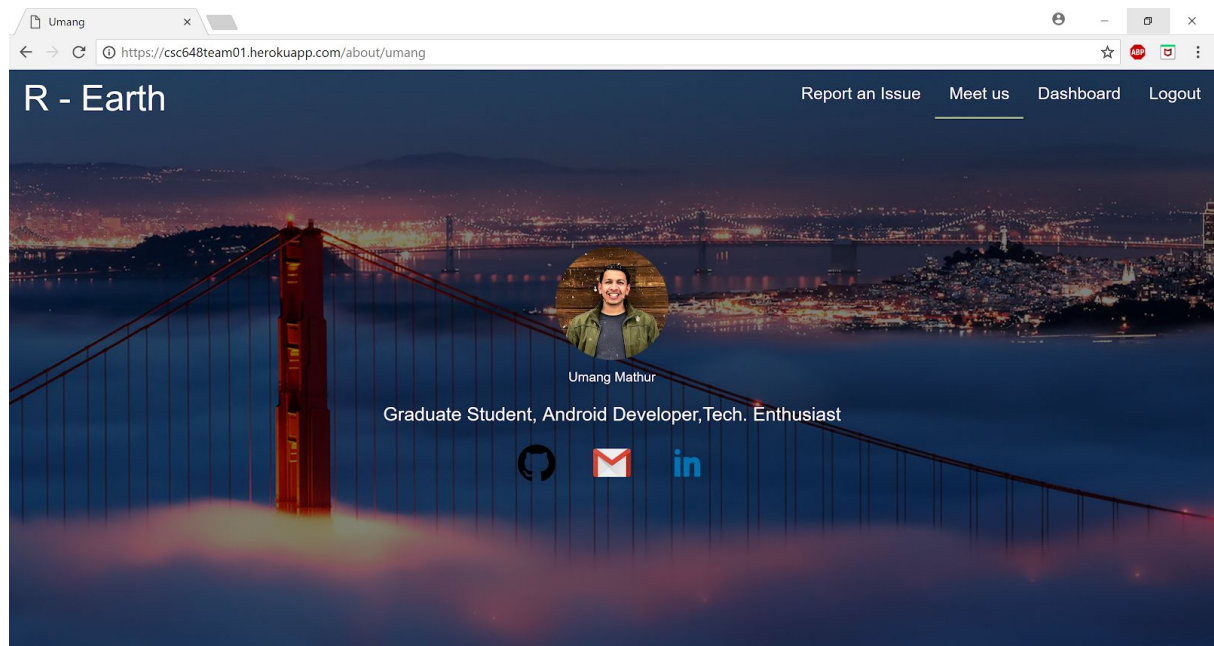 Umang
https://csc648team01.herokuapp.com/about/umang
ABP
R - Earth
Report an Issue Meet us Dashboard Logout
Umang Mathur
Graduate Student, Android Developer,Tech. Enthusiast
in